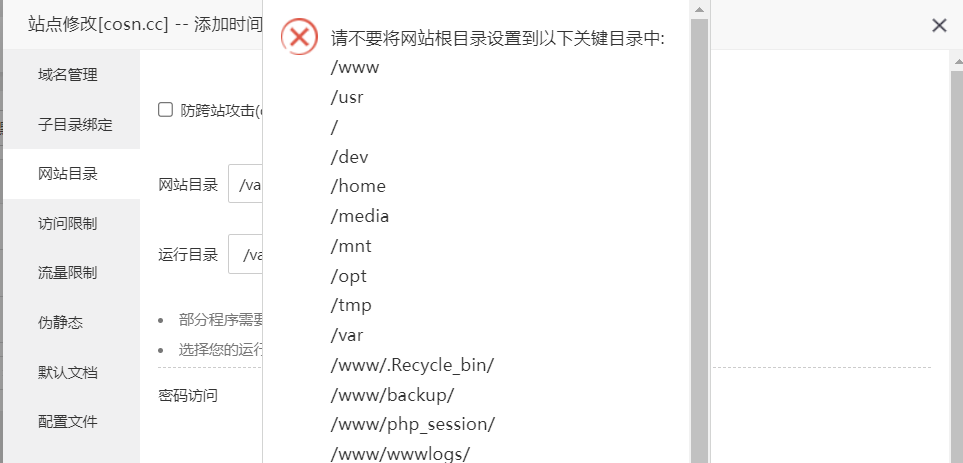 站点修改[cosn.cc] -- 添加时间
域名管理
子目录绑定
网站目录
访问限制
流量限制
伪静态
默认文档
配置文件
防跨站攻击(
网站目录 /va
运行目录 /va
部分程序需要
选择您的运行
密码访问
请不要将网站根目录设置到以下关键目录中:
/www
/usr
/
/dev
/home
/media
/mnt
/opt
/tmp
/var
/www/.Recycle_bin/
/www/backup/
/www/php_session/
/www/wwwlogs/